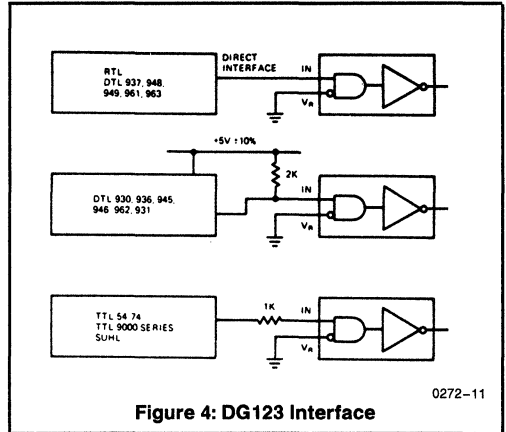 DIRECT
INTERFACE
IN
RTL
DTL 937, 948,
949, 961, 963
VR
+5V ±10%
2K
IN
DTL 930, 936, 945,
946 962, 931
VR
1K
IN
TTL 54 74
TTL 9000 SERIES
SUHL
VR
0272–11
Figure 4: DG123 Interface